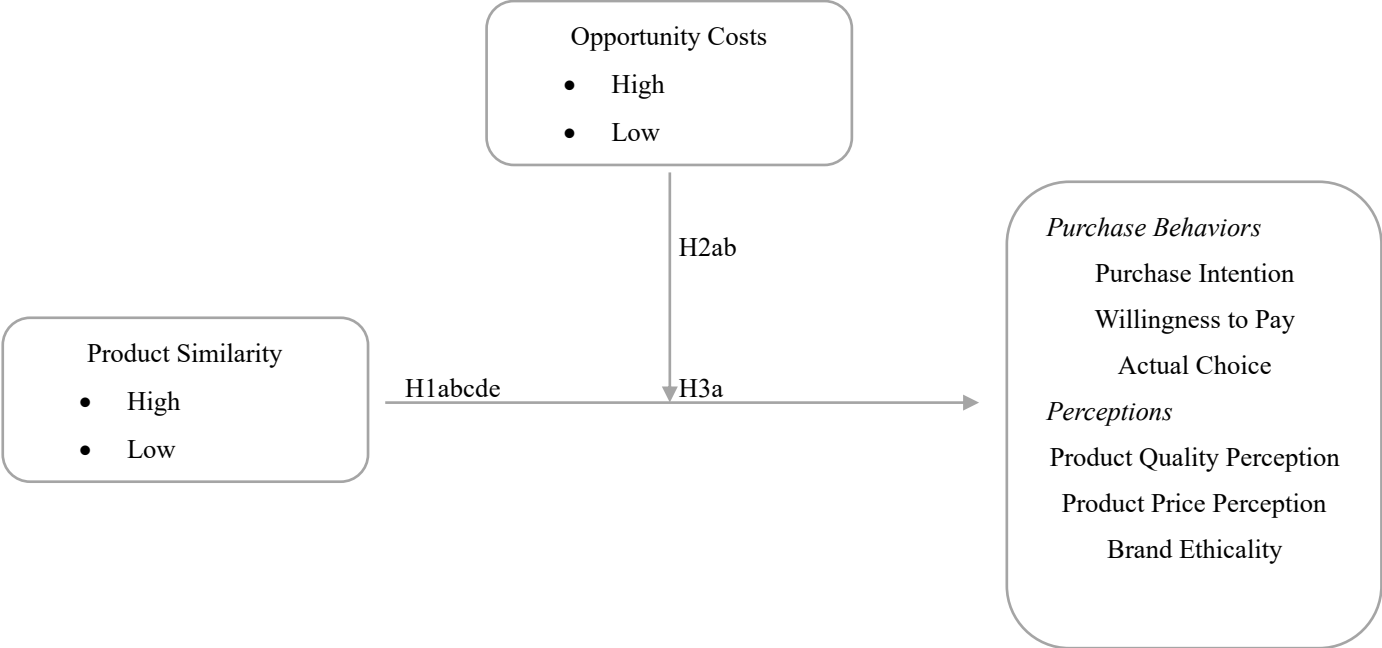 Opportunity Costs
• High
• Low
H2ab
Product Similarity
• High
• Low
H1abcde
H3a
Purchase Behaviors
Purchase Intention
Willingness to Pay
Actual Choice
Perceptions
Product Quality Perception
Product Price Perception
Brand Ethicality